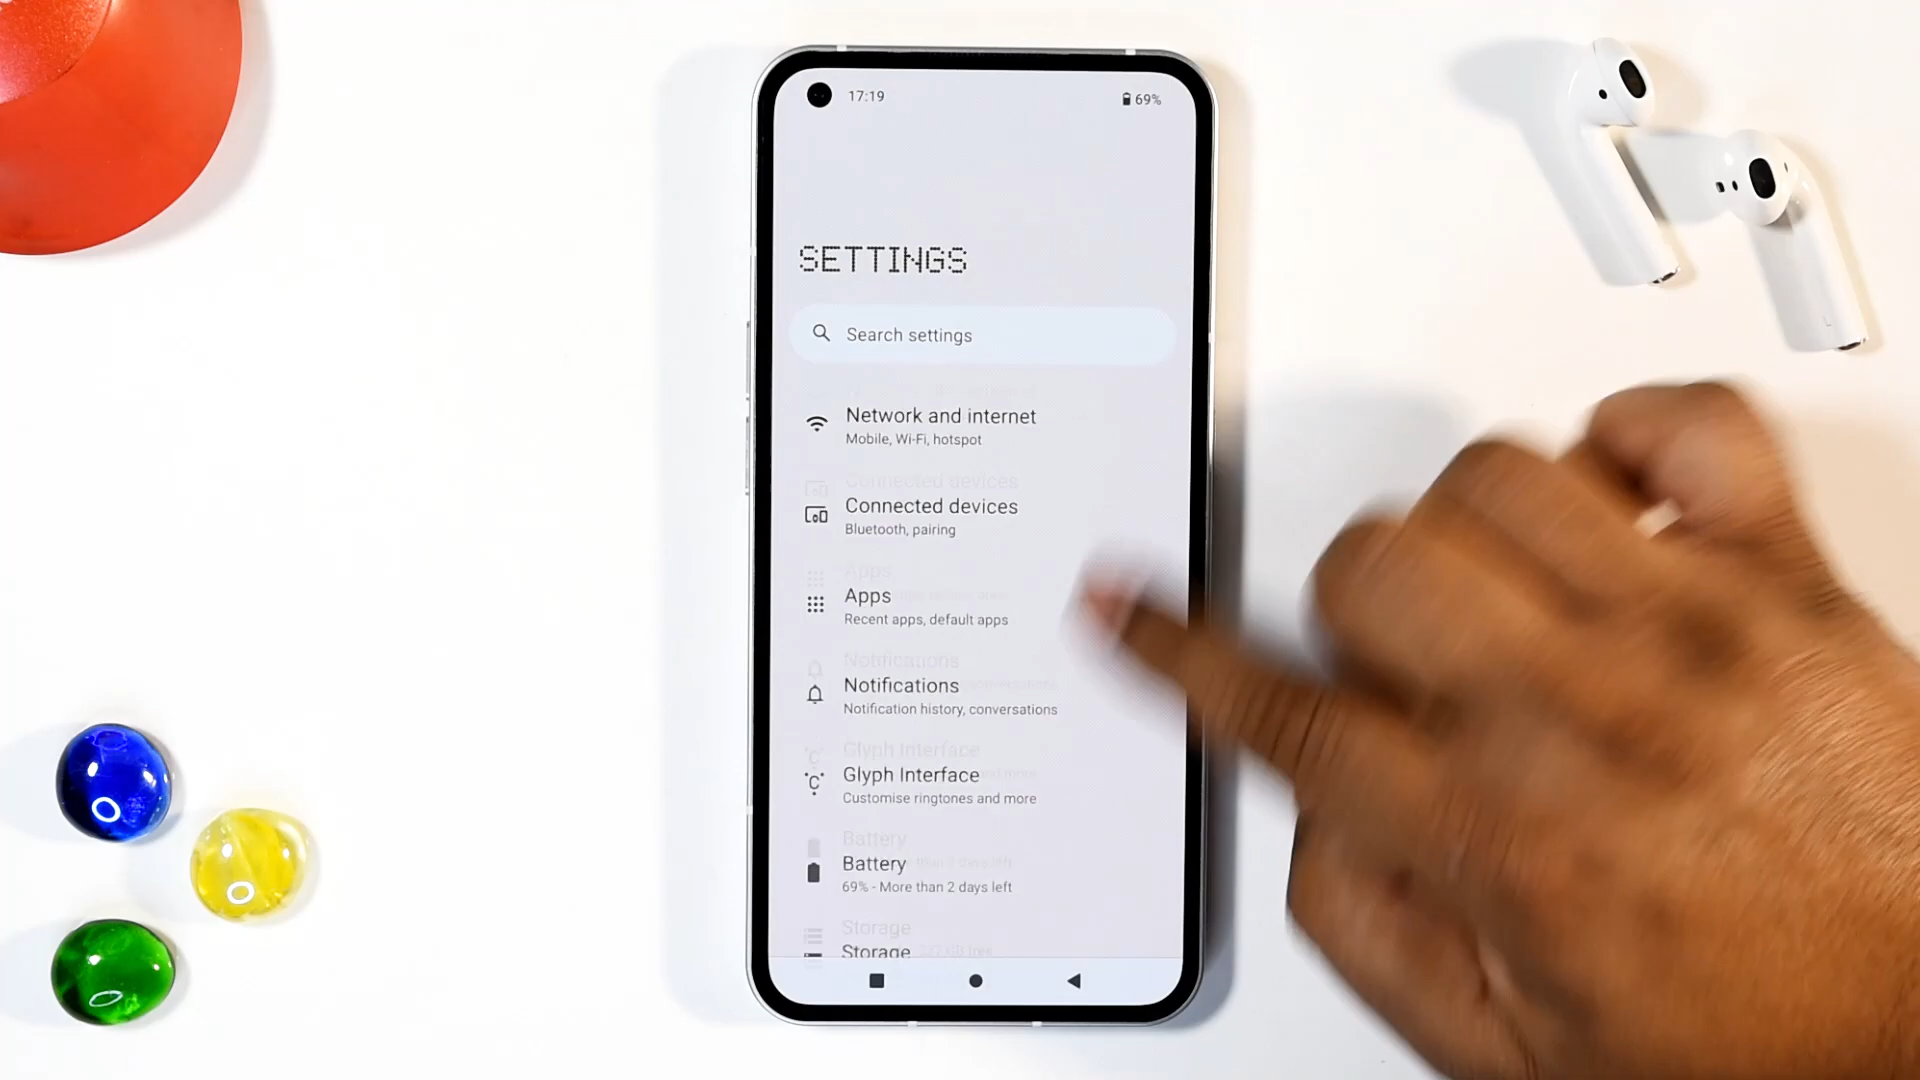 17:19
69%
SETTINGS
Search settings
Network and internet
Mobile, Wi-Fi, hotspot
Connected devices
Bluetooth, pairing
Apps
Recent apps, default apps
Notifications
Notification history, conversations
Glyph Interface
Customise ringtones and more
Battery
69% - More than 2 days left
Storage